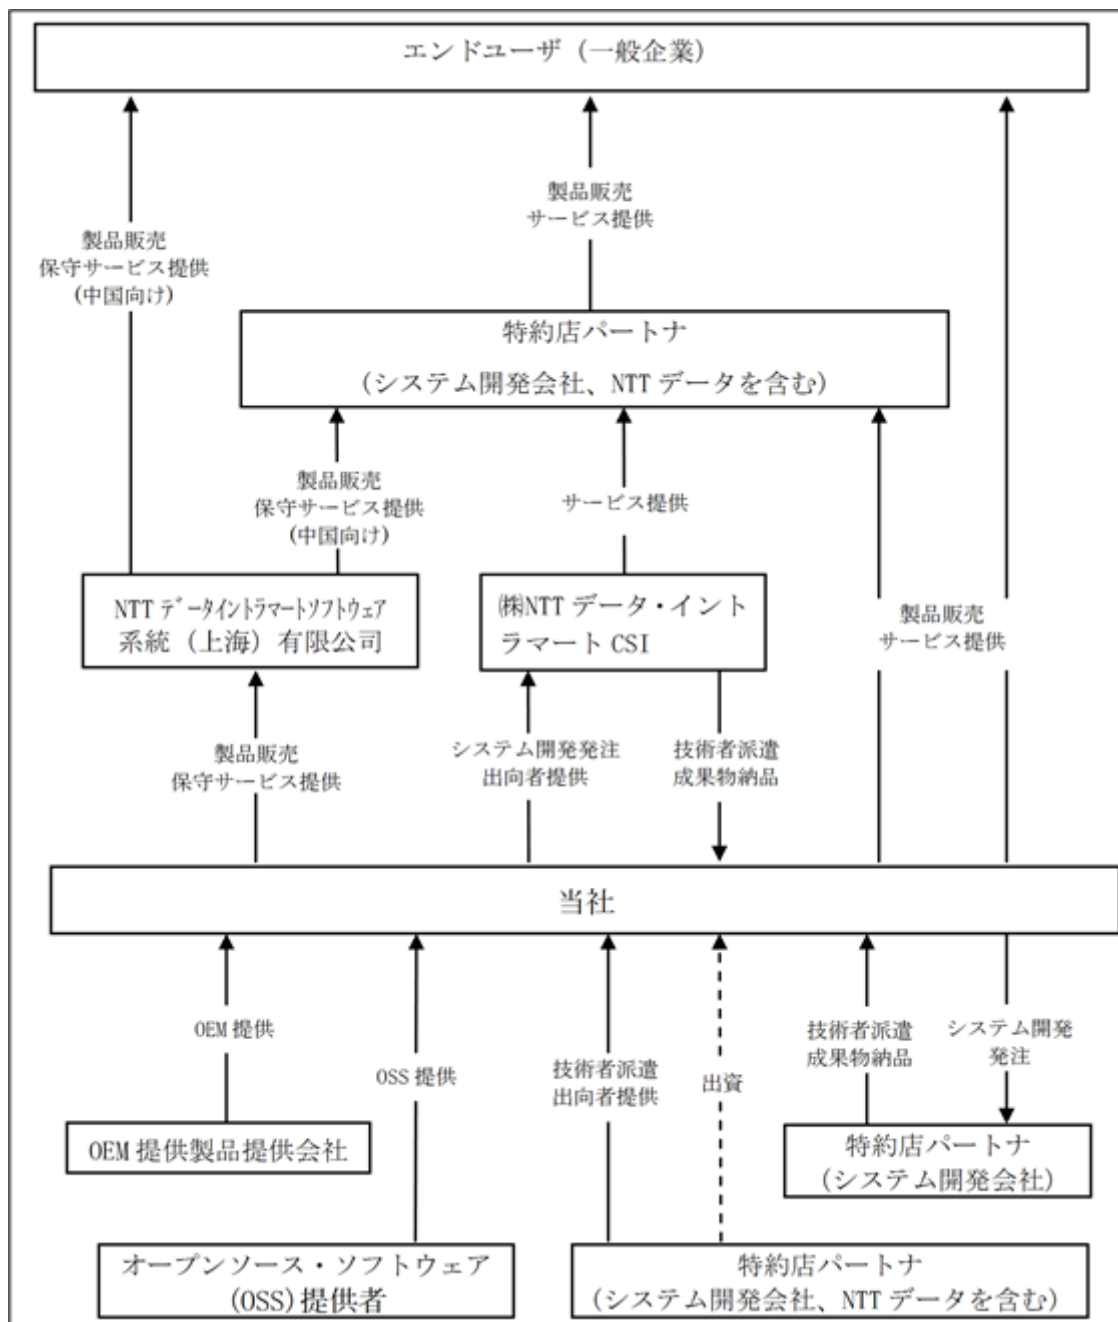 エンドユーザ（一般企業）
製品販売
サービス提供
製品販売
保守サービス提供
(中国向け)
特約店パートナ
（システム開発会社、NTT データを含む）
製品販売
保守サービス提供
(中国向け)
サービス提供
製品販売
サービス提供
NTT ﾃﾞｰﾀｲﾝﾄﾗﾏｰﾄｿﾌﾄｳｪｱ
系統（上海）有限公司
㈱NTT データ・イント
ラマート CSI
製品販売
保守サービス提供
システム開発発注
出向者提供
技術者派遣
成果物納品
当社
OEM 提供
OSS 提供
技術者派遣
出向者提供
出資
技術者派遣
成果物納品
システム開発
発注
OEM 提供製品提供会社
特約店パートナ
（システム開発会社）
オープンソース・ソフトウェア
(OSS)提供者
特約店パートナ
（システム開発会社、NTT データを含む）